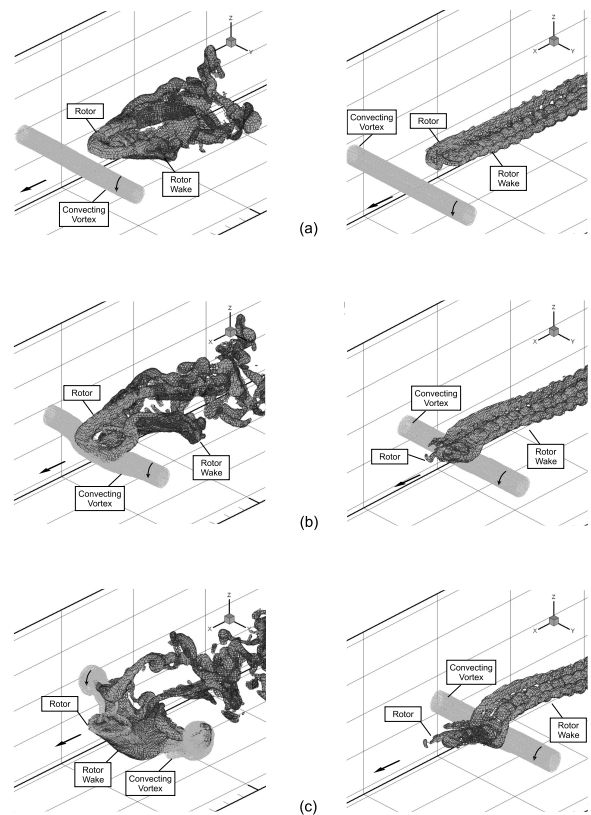 Z
X
Y
Rotor
Convecting
Vortex
Rotor
Wake
Z
X
Y
Convecting
Vortex
Rotor
Rotor
Wake
(a)
Z
X
Y
Rotor
Convecting
Vortex
Rotor
Wake
Z
X
Y
Convecting
Vortex
Rotor
Rotor
Wake
(b)
Z
X
Y
Rotor
Rotor
Wake
Convecting
Vortex
Z
X
Y
Convecting
Vortex
Rotor
Rotor
Wake
(c)